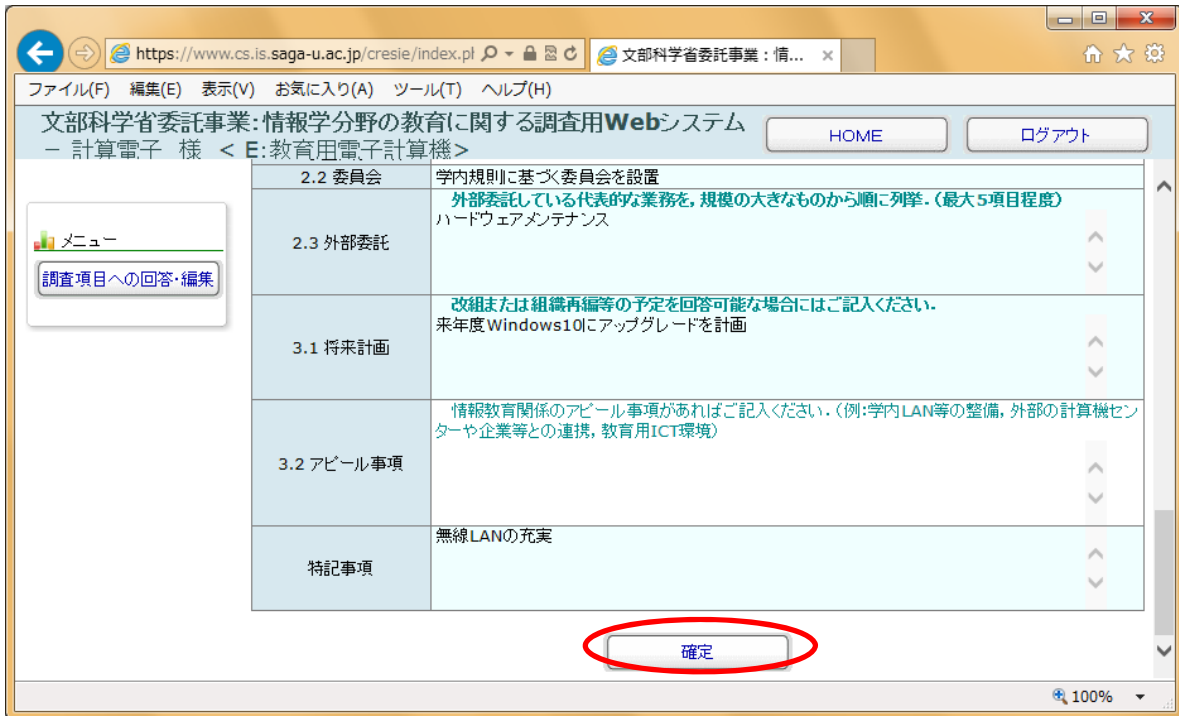 https://www.cs.is.saga-u.ac.jp/cresie/index.pl
文部科学省委託事業:情...
ファイル(F) 編集(E) 表示(V) お気に入り(A) ツール(T) ヘルプ(H)
文部科学省委託事業:情報学分野の教育に関する調査用Webシステム
− 計算電子 様 < E:教育用電子計算機>
HOME
ログアウト
メニュー
調査項目への回答・編集
2.2 委員会
学内規則に基づく委員会を設置
2.3 外部委託
外部委託している代表的な業務を,規模の大きなものから順に列挙.(最大5項目程度)
ハードウェアメンテナンス
3.1 将来計画
改組または組織再編等の予定を回答可能な場合にはご記入ください.
来年度Windows10にアップグレードを計画
3.2 アピール事項
情報教育関係のアピール事項があればご記入ください.(例:学内LAN等の整備,外部の計算機セン
ターや企業等との連携,教育用ICT環境)
特記事項
無線LANの充実
確定
100%